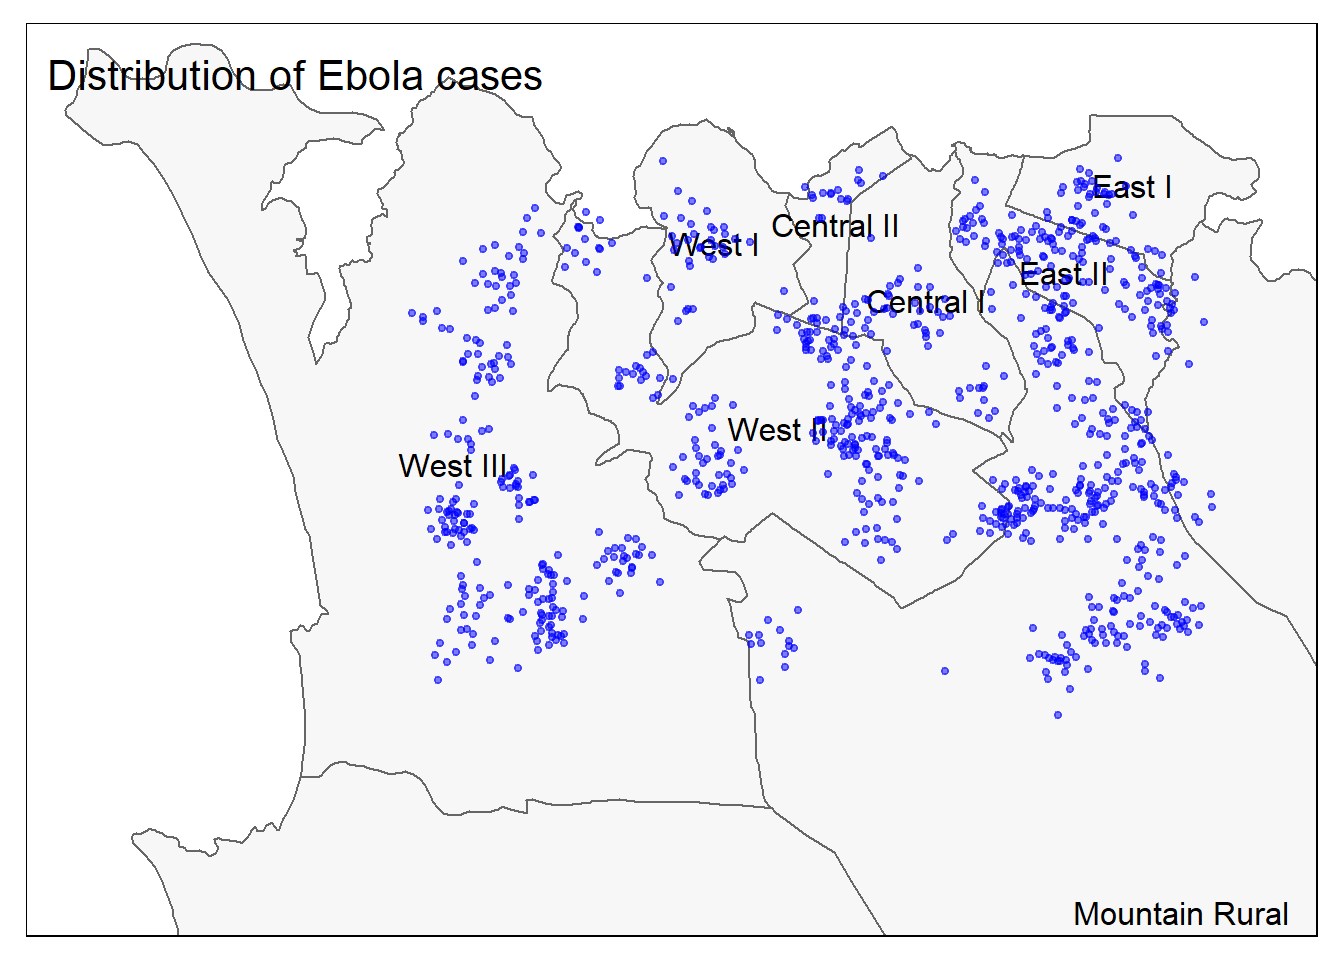 Distribution of Ebola cases
East I
Central II
West I
East II
Central I
West II
West III
Mountain Rural